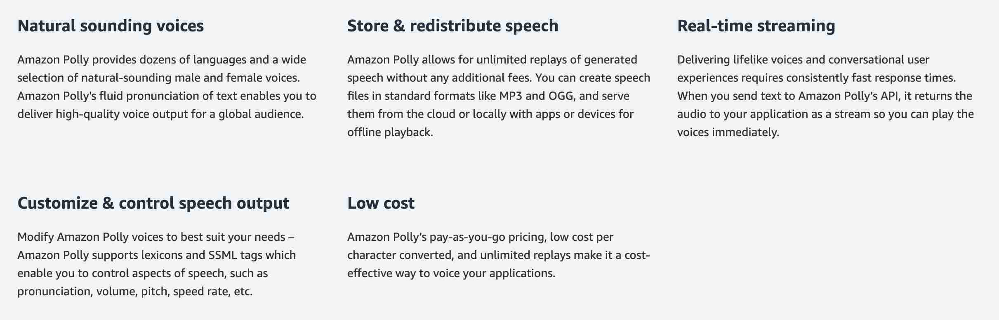 Natural sounding voices
Amazon Polly provides dozens of languages and a wide
selection of natural-sounding male and female voices.
Amazon Polly's fluid pronunciation of text enables you to
deliver high-quality voice output for a global audience.
Store & redistribute speech
Amazon Polly allows for unlimited replays of generated
speech without any additional fees. You can create speech
files in standard formats like MP3 and OGG, and serve
them from the cloud or locally with apps or devices for
offline playback.
Real-time streaming
Delivering lifelike voices and conversational user
experiences requires consistently fast response times.
When you send text to Amazon Polly’s API, it returns the
audio to your application as a stream so you can play the
voices immediately.
Customize & control speech output
Modify Amazon Polly voices to best suit your needs –
Amazon Polly supports lexicons and SSML tags which
enable you to control aspects of speech, such as
pronunciation, volume, pitch, speed rate, etc.
Low cost
Amazon Polly’s pay-as-you-go pricing, low cost per
character converted, and unlimited replays make it a cost-
effective way to voice your applications.